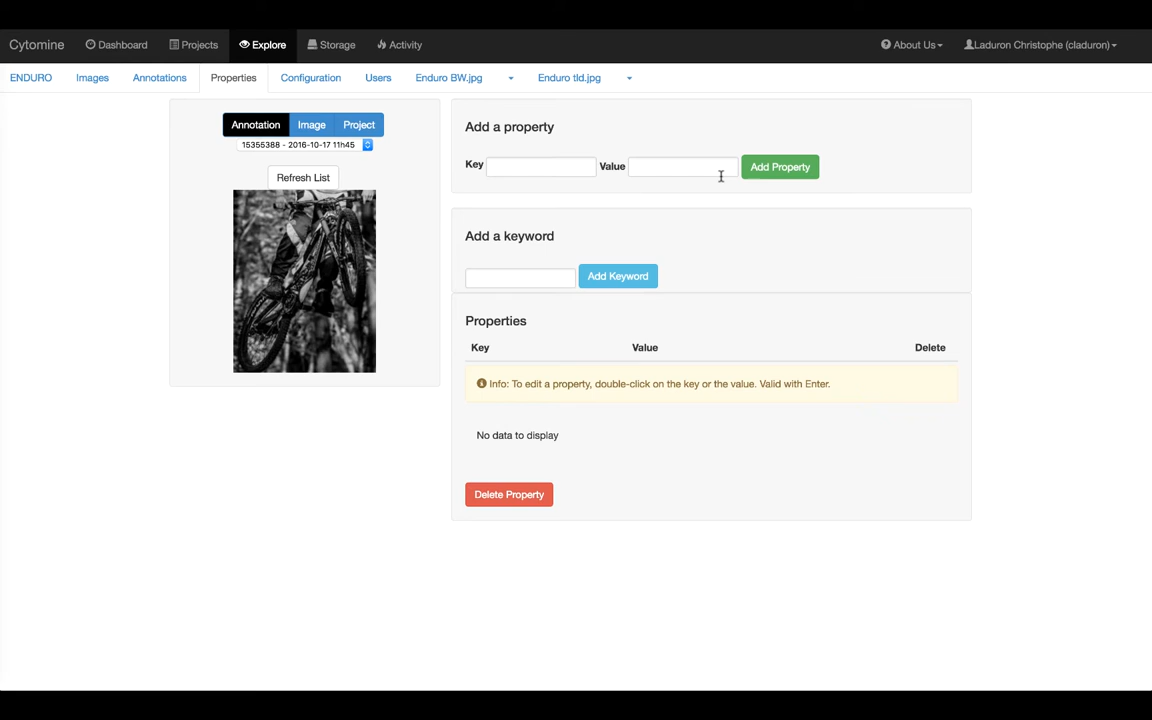 Cytomine Dashboard Projects Explore Storage Activity About Us Laduron Christophe (claduron)
ENDURO Images Annotations Properties Configuration Users Enduro BW.jpg Enduro tld.jpg
Annotation Image Project
15355388 - 2016-10-17 11h45
Refresh List
Add a property
Key Value Add Property
Add a keyword
Add Keyword
Properties
Key Value Delete
Info: To edit a property, double-click on the key or the value. Valid with Enter.
No data to display
Delete Property